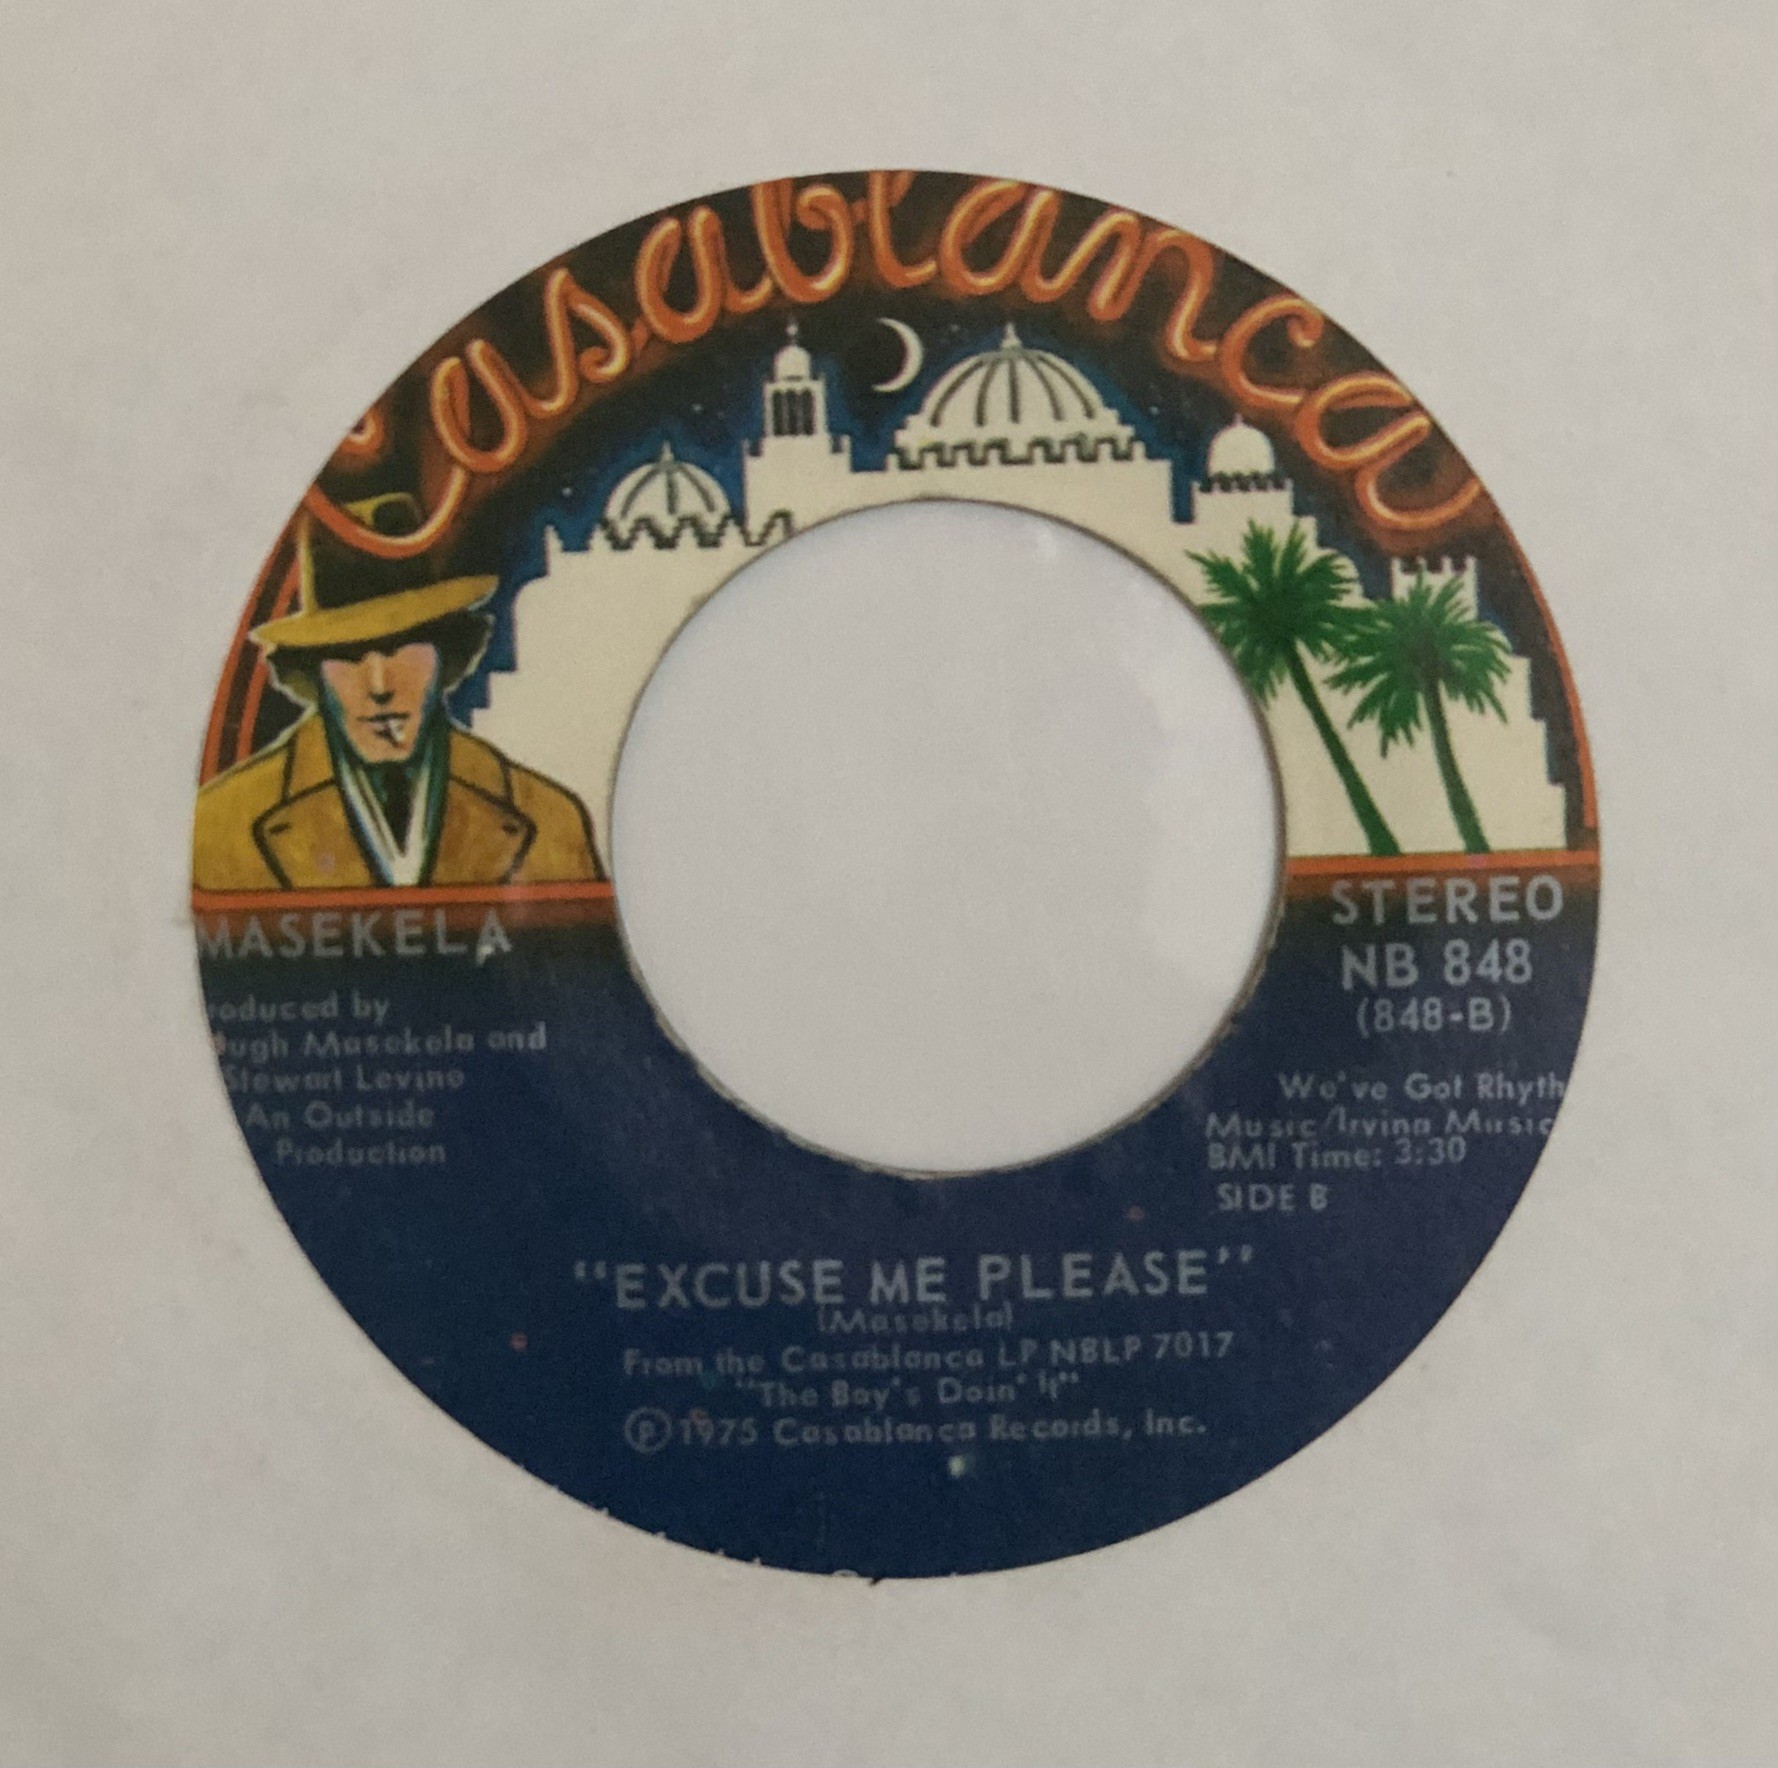 Casablanca
MASEKELA
roduced by
ugh Masekela and
Stewart Levine
An Outside
Production
STEREO
NB 848
(848-B)
We've Got Rhyth
Music/Irving Music
BMI Time: 3:30
SIDE B
"EXCUSE ME PLEASE"
(Masekela)
From the Casablanca LP NBLP 7017
"The Boy's Doin' It"
Ⓟ1975 Casablanca Records, Inc.